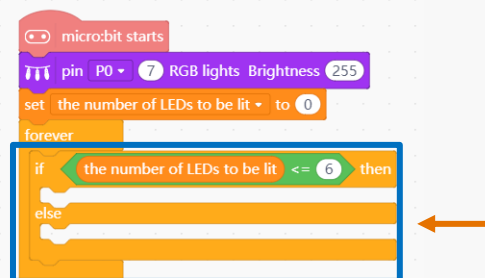 micro:bit starts
pin P0 7 RGB lights Brightness 255
set the number of LEDs to be lit to 0
forever
if the number of LEDs to be lit <= 6 then
else